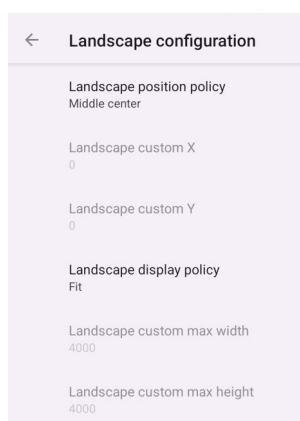 Landscape configuration
Landscape position policy
Middle center
Landscape custom X
0
Landscape custom Y
0
Landscape display policy
Fit
Landscape custom max width
4000
Landscape custom max height
4000